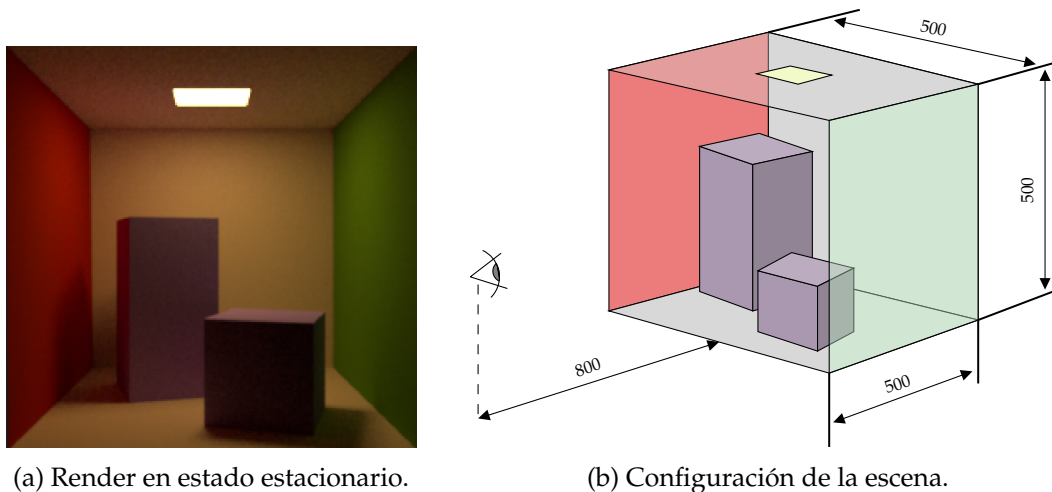 500
500
800
500
(a) Render en estado estacionario.
(b) Configuración de la escena.